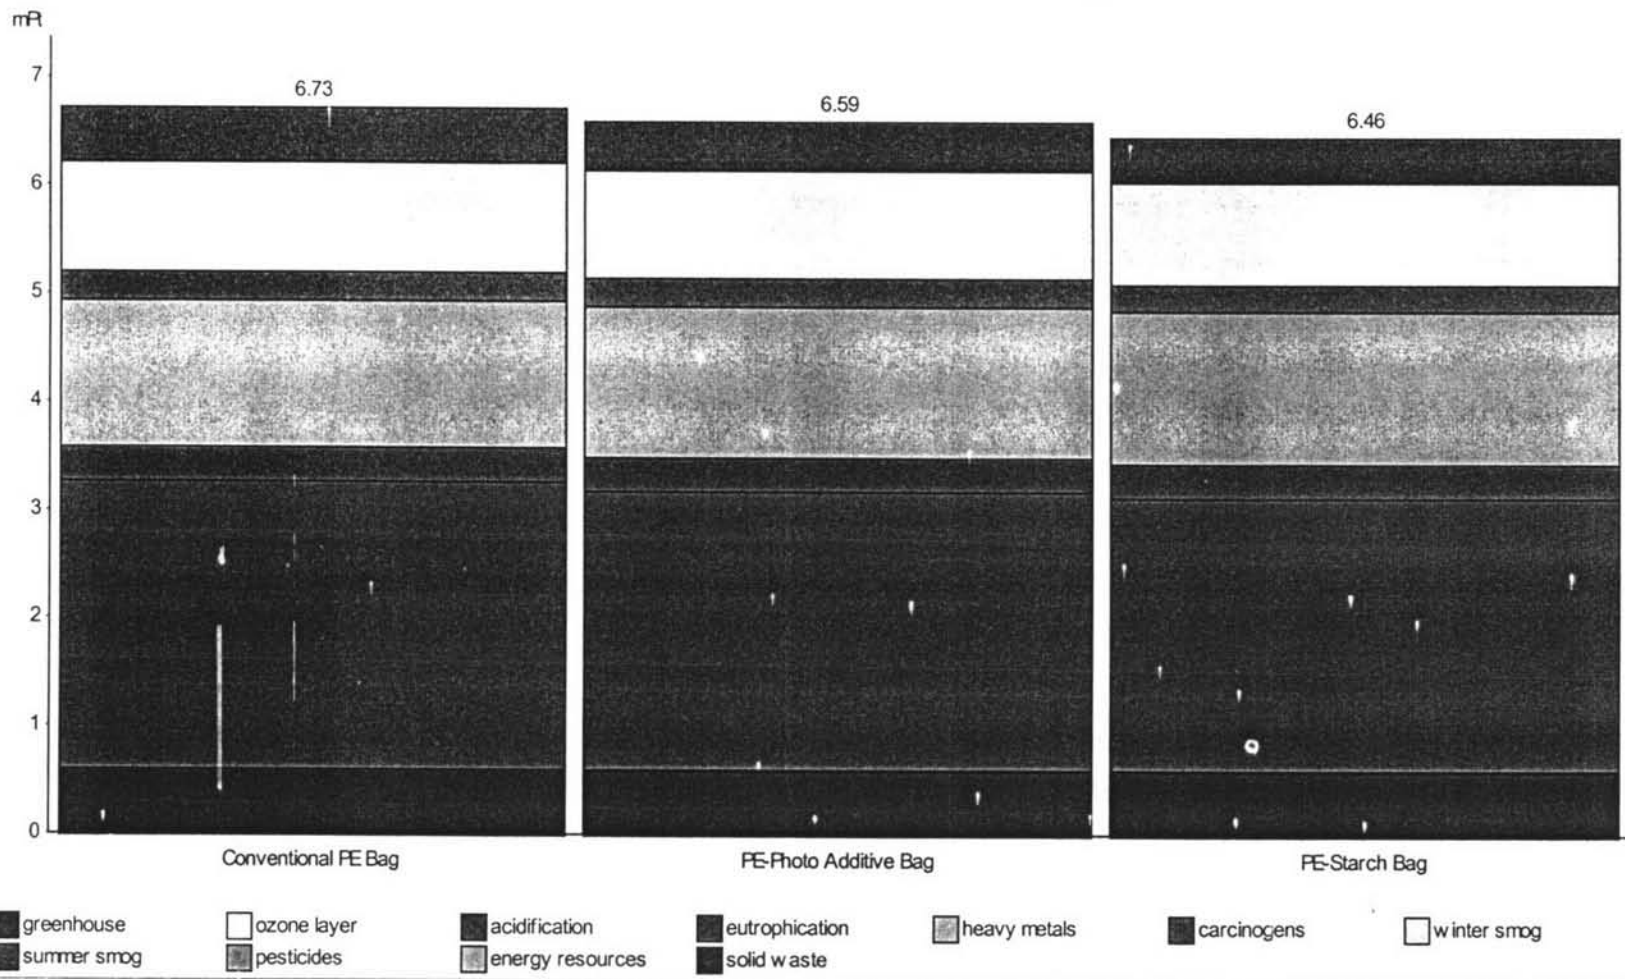 mPt
7
6.73
6.59
6.46
6
5
4
3
2
1
0
Conventional PE Bag
PE-Photo Additive Bag
PE-Starch Bag
greenhouse
ozone layer
acidification
eutrophication
heavy metals
carcinogens
winter smog
summer smog
pesticides
energy resources
solid waste